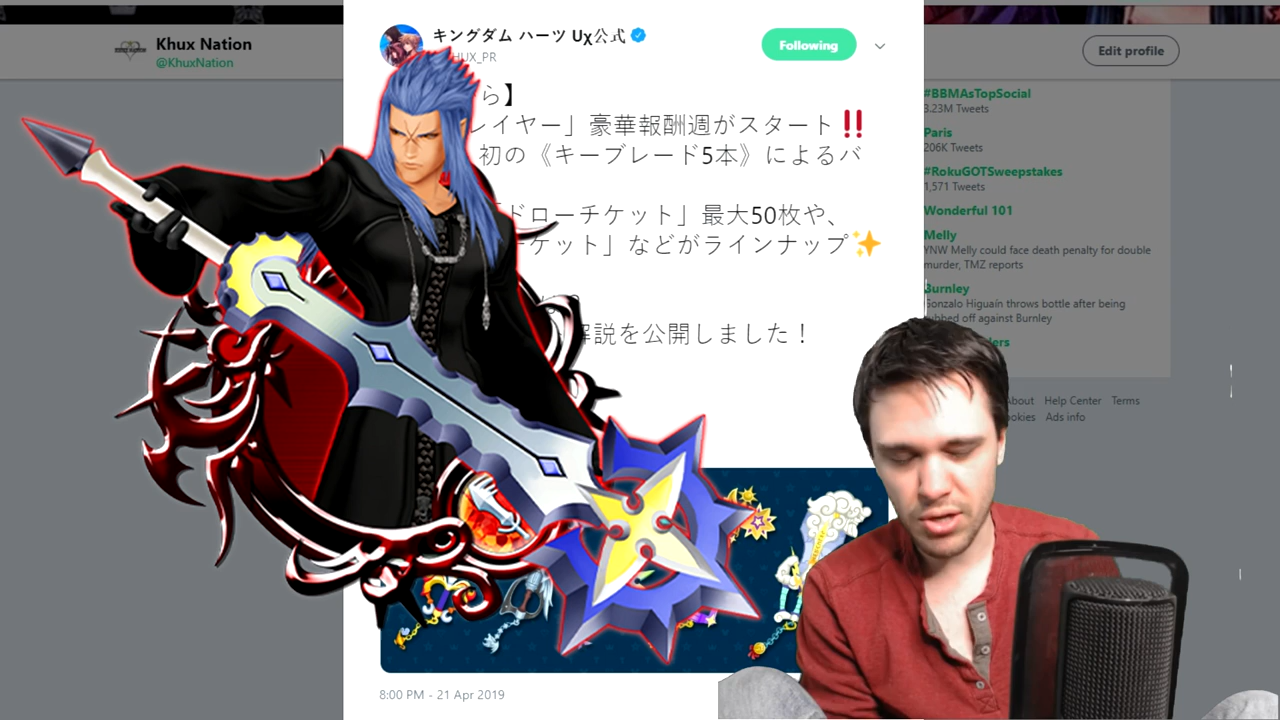 Khux Nation
@KhuxNation
キングダム ハーツ Uχ公式
HUX_PR
Following
Edit profile
ら】
レイヤー」豪華報酬週がスタート‼
初の《キーブレード5本》によるバ
ドローチケット」最大50枚や、
ーケット」などがラインナップ✨
解説を公開しました！
8:00 PM - 21 Apr 2019
#BBMAsTopSocial
3.23M Tweets
Paris
206K Tweets
#RokuGOTSweepstakes
1,571 Tweets
Wonderful 101
Melly
YNW Melly could face death penalty for double
murder, TMZ reports
Burnley
Gonzalo Higuaín throws bottle after being
subbed off against Burnley
ders
About Help Center Terms
ookies Ads info